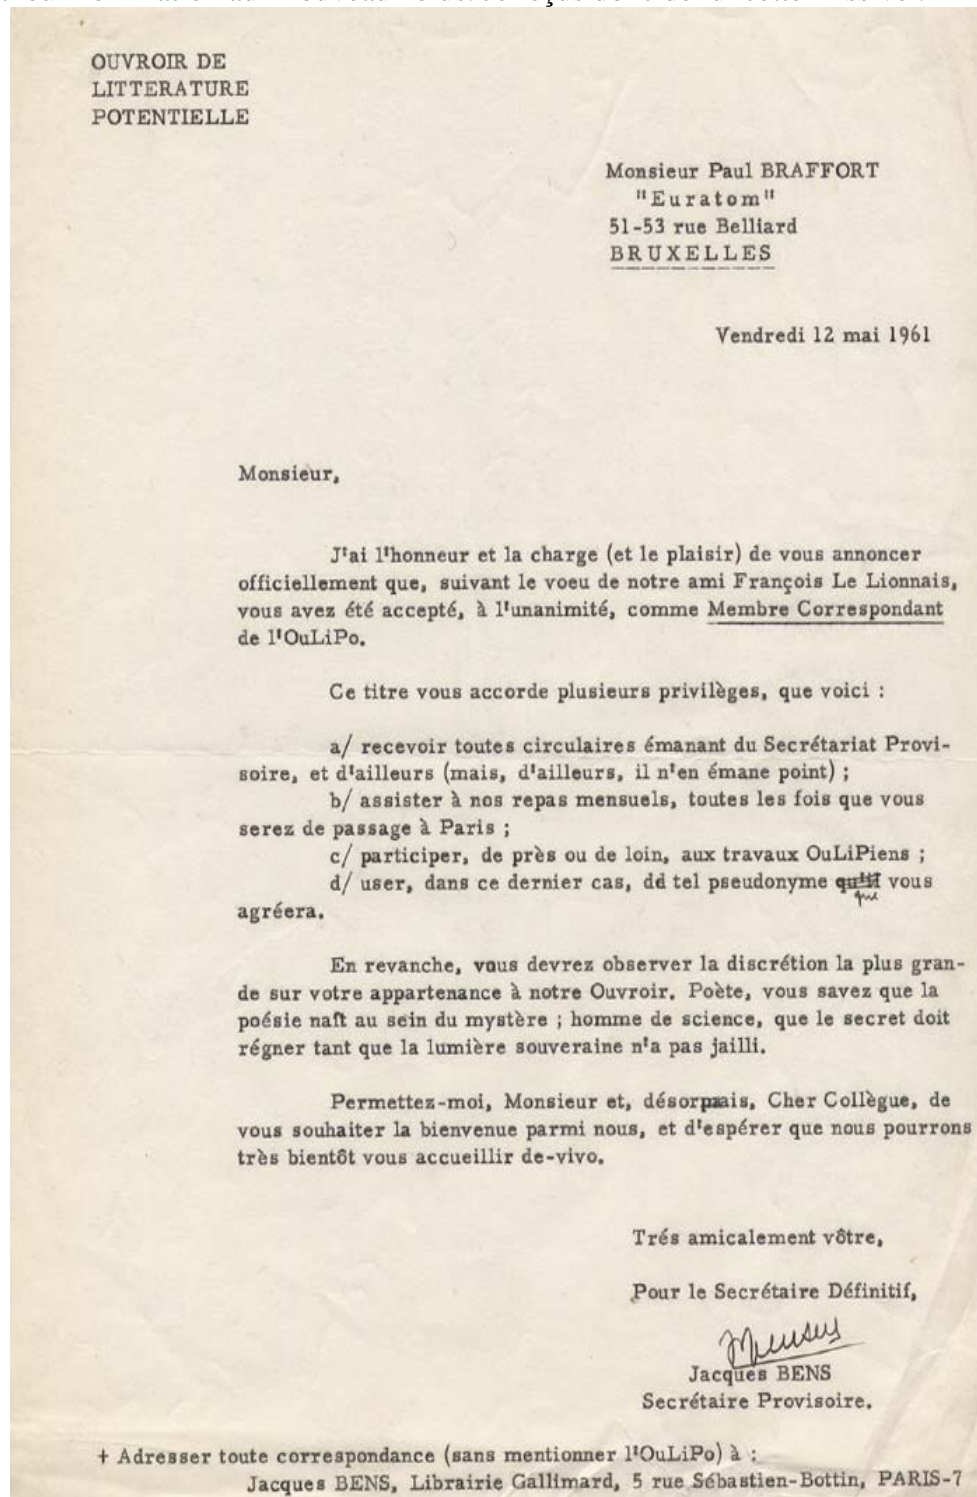 OUVROIR DE
LITTERATURE
POTENTIELLE
Monsieur Paul BRAFFORT
"Euratom"
51-53 rue Belliard
BRUXELLES
Vendredi 12 mai 1961
Monsieur,
J'ai l'honneur et la charge (et le plaisir) de vous annoncer
officiellement que, suivant le voeu de notre ami François Le Lionnais,
vous avez été accepté, à l'unanimité, comme Membre Correspondant
de l'OuLiPo.
Ce titre vous accorde plusieurs privilèges, que voici :
a/ recevoir toutes circulaires émanant du Secrétariat Provi-
soire, et d'ailleurs (mais, d'ailleurs, il n'en émane point) ;
b/ assister à nos repas mensuels, toutes les fois que vous
serez de passage à Paris ;
c/ participer, de près ou de loin, aux travaux OuLiPiens ;
d/ user, dans ce dernier cas, de tel pseudonyme qu'il vous
que
agréera.
En revanche, vous devrez observer la discrétion la plus gran-
de sur votre appartenance à notre Ouvroir. Poète, vous savez que la
poésie naît au sein du mystère ; homme de science, que le secret doit
régner tant que la lumière souveraine n'a pas jailli.
Permettez-moi, Monsieur et, désormais, Cher Collègue, de
vous souhaiter la bienvenue parmi nous, et d'espérer que nous pourrons
très bientôt vous accueillir de-vivo.
Trés amicalement vôtre,
Pour le Secrétaire Définitif,
Jacques BENS
Secrétaire Provisoire.
+ Adresser toute correspondance (sans mentionner l'OuLiPo) à :
Jacques BENS, Librairie Gallimard, 5 rue Sébastien-Bottin, PARIS-7